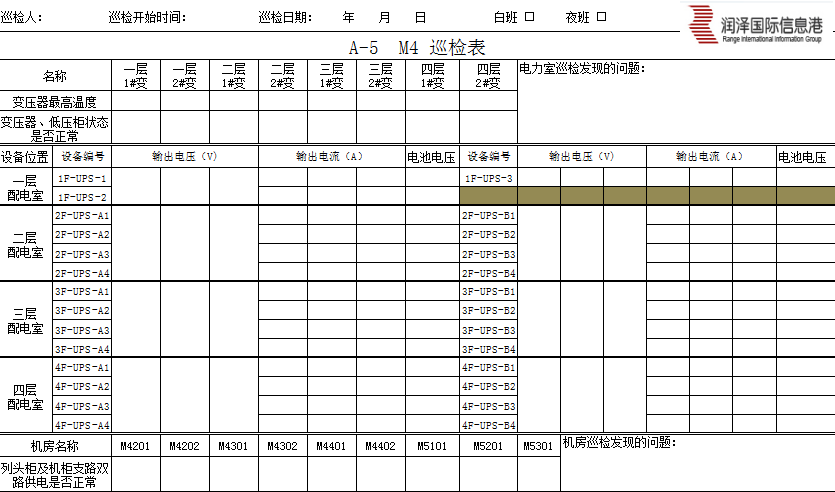 巡检人： 巡检开始时间： 巡检日期： 年 月 日 白班 □ 夜班 □
润泽国际信息港
Range International Information Group
A-5 M4 巡检表
名称 一层1#变 一层2#变 二层1#变 二层2#变 三层1#变 三层2#变 四层1#变 四层2#变 电力室巡检发现的问题：
变压器最高温度
变压器、低压柜状态
是否正常
设备位置 设备编号 输出电压（V） 输出电流（A） 电池电压 设备编号 输出电压（V） 输出电流（A） 电池电压
一层
配电室
1F-UPS-1 1F-UPS-3
1F-UPS-2
二层
配电室
2F-UPS-A1 2F-UPS-B1
2F-UPS-A2 2F-UPS-B2
2F-UPS-A3 2F-UPS-B3
2F-UPS-A4 2F-UPS-B4
三层
配电室
3F-UPS-A1 3F-UPS-B1
3F-UPS-A2 3F-UPS-B2
3F-UPS-A3 3F-UPS-B3
3F-UPS-A4 3F-UPS-B4
四层
配电室
4F-UPS-A1 4F-UPS-B1
4F-UPS-A2 4F-UPS-B2
4F-UPS-A3 4F-UPS-B3
4F-UPS-A4 4F-UPS-B4
机房名称 M4201 M4202 M4301 M4302 M4401 M4402 M5101 M5201 M5301 机房巡检发现的问题：
列头柜及机柜支路双
路供电是否正常